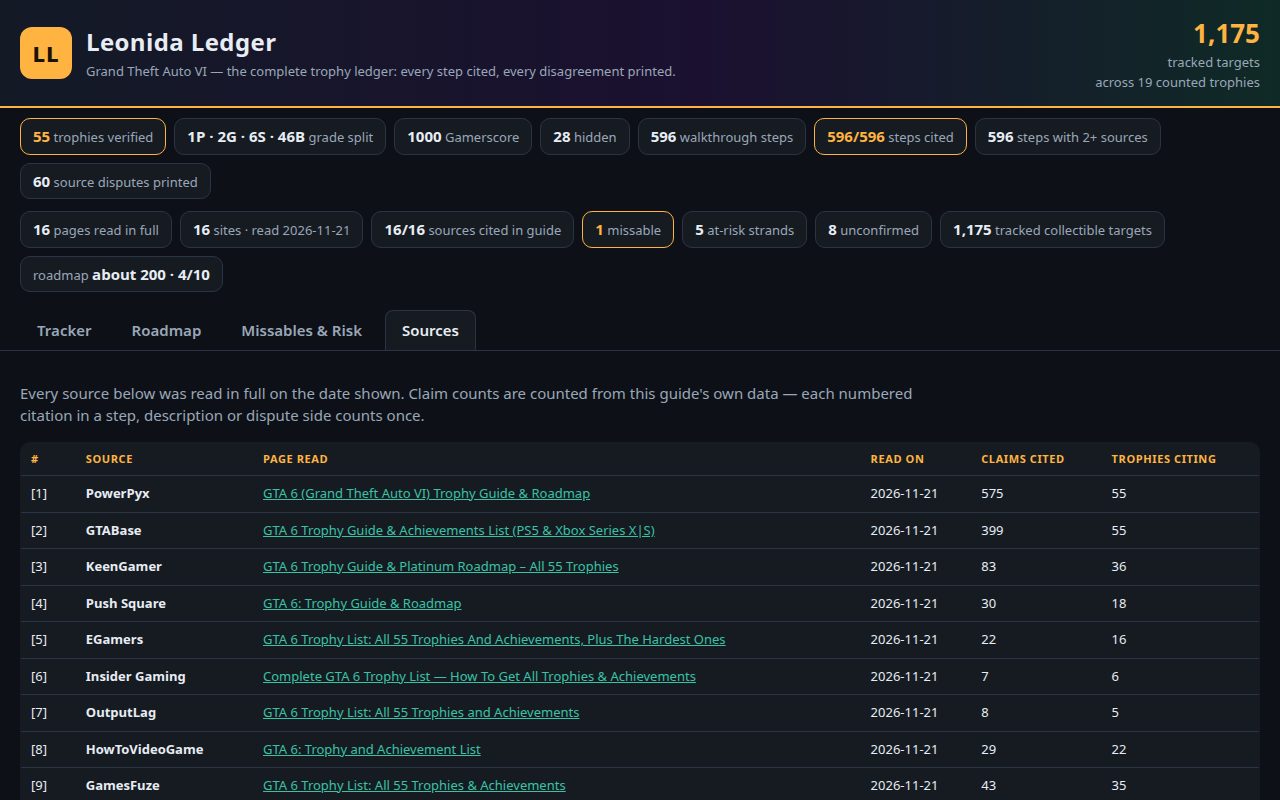 LL
Leonida Ledger
Grand Theft Auto VI — the complete trophy ledger: every step cited, every disagreement printed.
1,175
tracked targets
across 19 counted trophies
55 trophies verified
1P · 2G · 6S · 46B grade split
1000 Gamerscore
28 hidden
596 walkthrough steps
596/596 steps cited
596 steps with 2+ sources
60 source disputes printed
16 pages read in full
16 sites · read 2026-11-21
16/16 sources cited in guide
1 missable
5 at-risk strands
8 unconfirmed
1,175 tracked collectible targets
roadmap about 200 · 4/10
Tracker
Roadmap
Missables & Risk
Sources
Every source below was read in full on the date shown. Claim counts are counted from this guide's own data — each numbered
citation in a step, description or dispute side counts once.
# SOURCE PAGE READ READ ON CLAIMS CITED TROPHIES CITING
[1] PowerPyx GTA 6 (Grand Theft Auto VI) Trophy Guide & Roadmap 2026-11-21 575 55
[2] GTABase GTA 6 Trophy Guide & Achievements List (PS5 & Xbox Series X|S) 2026-11-21 399 55
[3] KeenGamer GTA 6 Trophy Guide & Platinum Roadmap – All 55 Trophies 2026-11-21 83 36
[4] Push Square GTA 6: Trophy Guide & Roadmap 2026-11-21 30 18
[5] EGamers GTA 6 Trophy List: All 55 Trophies And Achievements, Plus The Hardest Ones 2026-11-21 22 16
[6] Insider Gaming Complete GTA 6 Trophy List — How To Get All Trophies & Achievements 2026-11-21 7 6
[7] OutputLag GTA 6 Trophy List: All 55 Trophies and Achievements 2026-11-21 8 5
[8] HowToVideoGame GTA 6: Trophy and Achievement List 2026-11-21 29 22
[9] GamesFuze GTA 6 Trophy List: All 55 Trophies & Achievements 2026-11-21 43 35